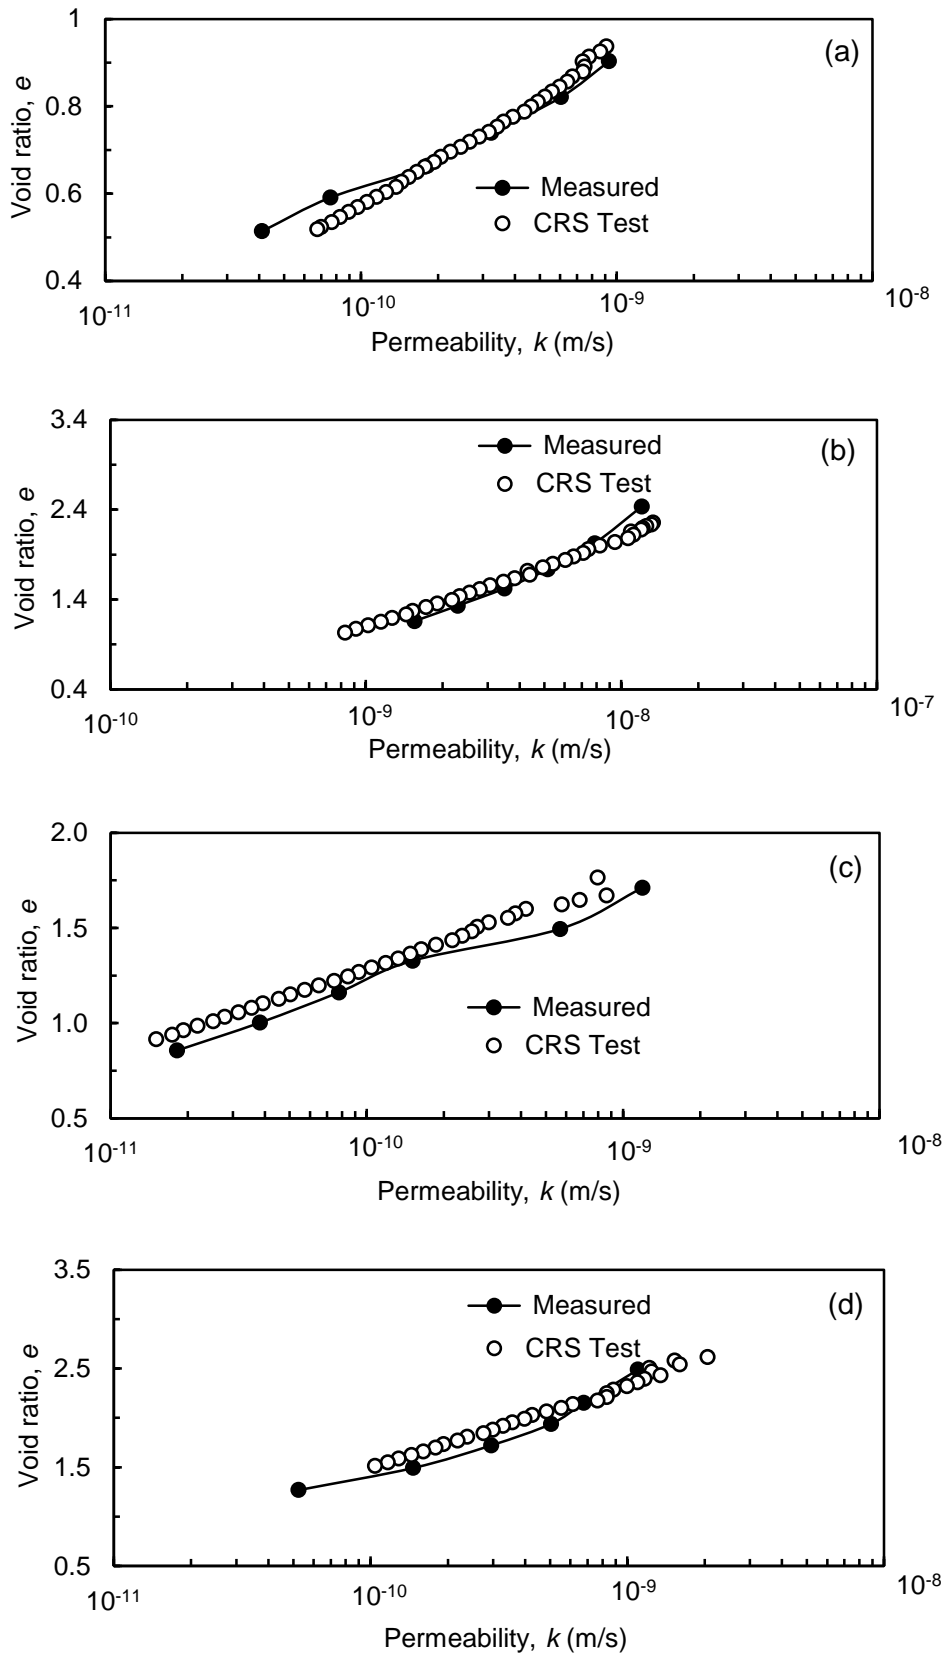 1
(a)
0.8
Void ratio, e
0.6
Measured
CRS Test
0.4
10-11
10-10
10-9
10-8
Permeability, k (m/s)
3.4
Measured
(b)
CRS Test
2.4
Void ratio, e
1.4
0.4
10-10
10-9
10-8
10-7
Permeability, k (m/s)
2.0
(c)
1.5
Void ratio, e
Measured
1.0
CRS Test
0.5
10-11
10-10
10-9
10-8
Permeability, k (m/s)
3.5
Measured
(d)
CRS Test
2.5
Void ratio, e
1.5
0.5
10-11
10-10
10-9
10-8
Permeability, k (m/s)